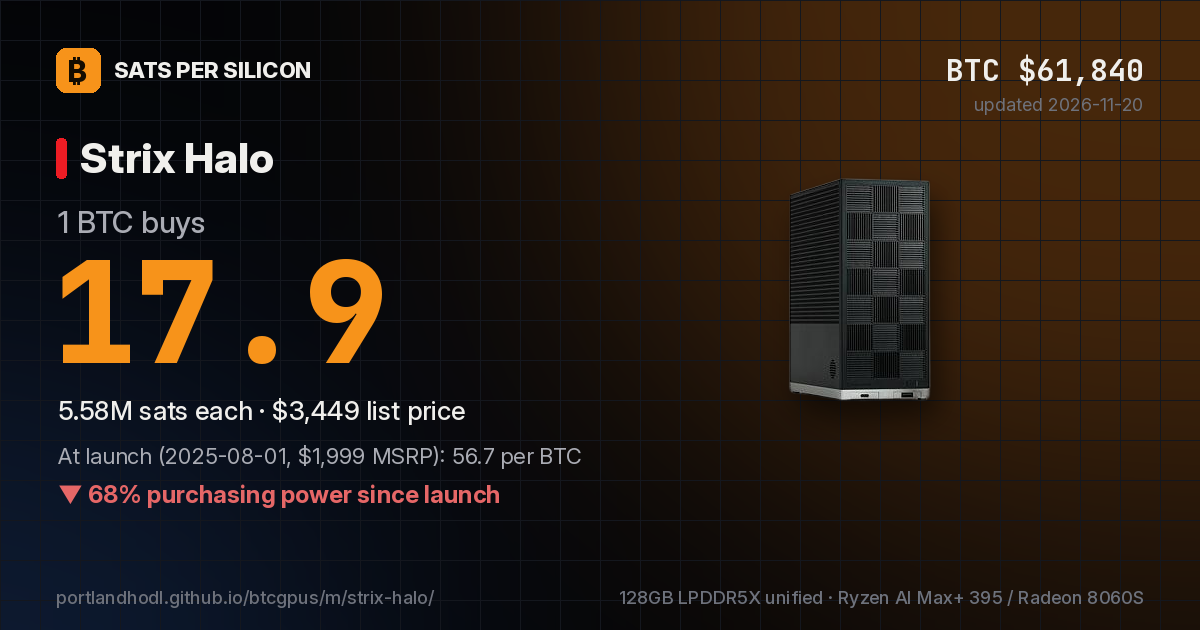 ₿ SATS PER SILICON
BTC $61,840
updated 2026-11-20
Strix Halo
1 BTC buys
17.9
5.58M sats each · $3,449 list price
At launch (2025-08-01, $1,999 MSRP): 56.7 per BTC
▼ 68% purchasing power since launch
portlandhodl.github.io/btcgpus/m/strix-halo/
128GB LPDDR5X unified · Ryzen AI Max+ 395 / Radeon 8060S